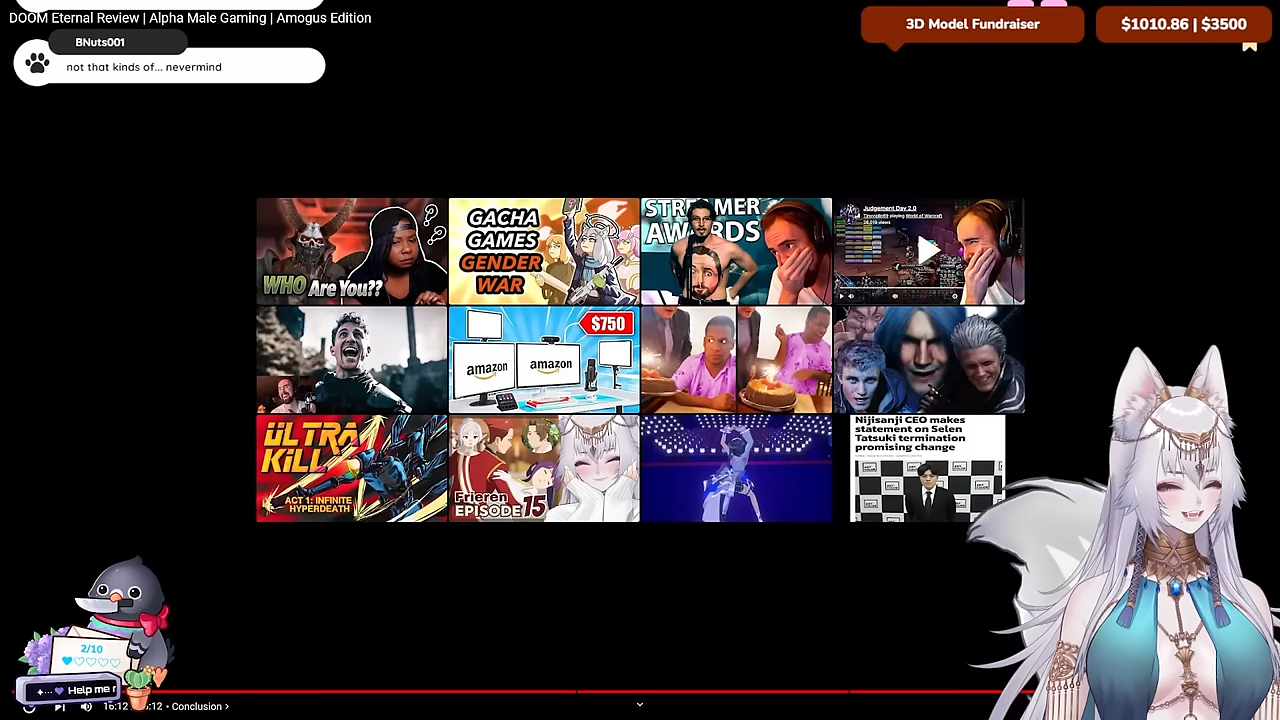 DOOM Eternal Review | Alpha Male Gaming | Amogus Edition
BNuts001
not that kinds of... nevermind
3D Model Fundraiser
$1010.86 | $3500
WHO Are You??
GACHA
GAMES
GENDER
WAR
STREAMER
AWARDS
Judgement Day 2.0
$750
amazon
amazon
ULTRA
KILL
ACT 1: INFINITE
HYPERDEATH
Frieren
EPISODE 15
Nijisanji CEO makes
statement on Selen
Tatsuki termination
promising change
2/10
Help me
16:12
:12 • Conclusion ›